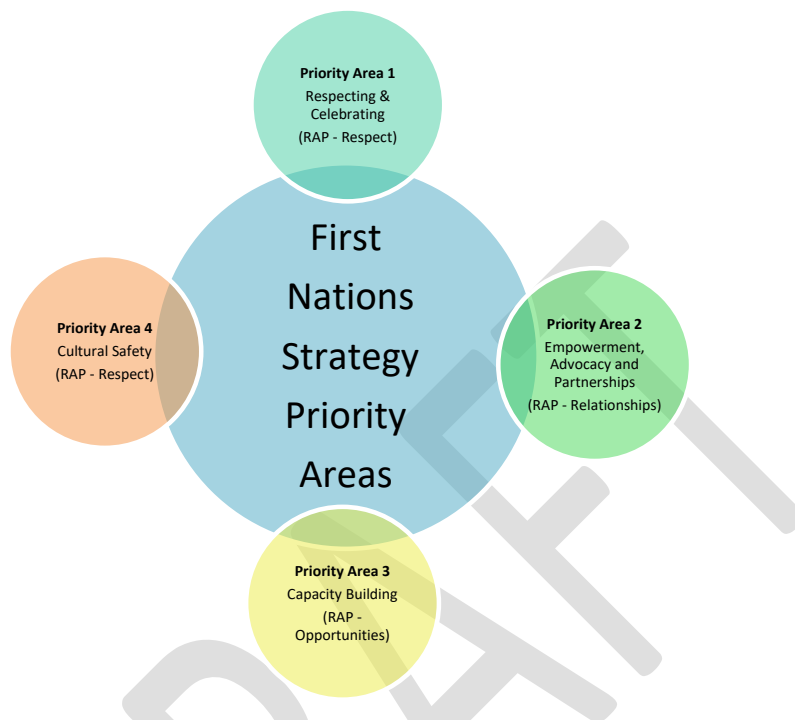 Priority Area 1
Respecting &
Celebrating
(RAP - Respect)
First
Nations
Strategy
Priority
Areas
Priority Area 4
Cultural Safety
(RAP - Respect)
Priority Area 2
Empowerment,
Advocacy and
Partnerships
(RAP - Relationships)
Priority Area 3
Capacity Building
(RAP -
Opportunities)
DRAFT